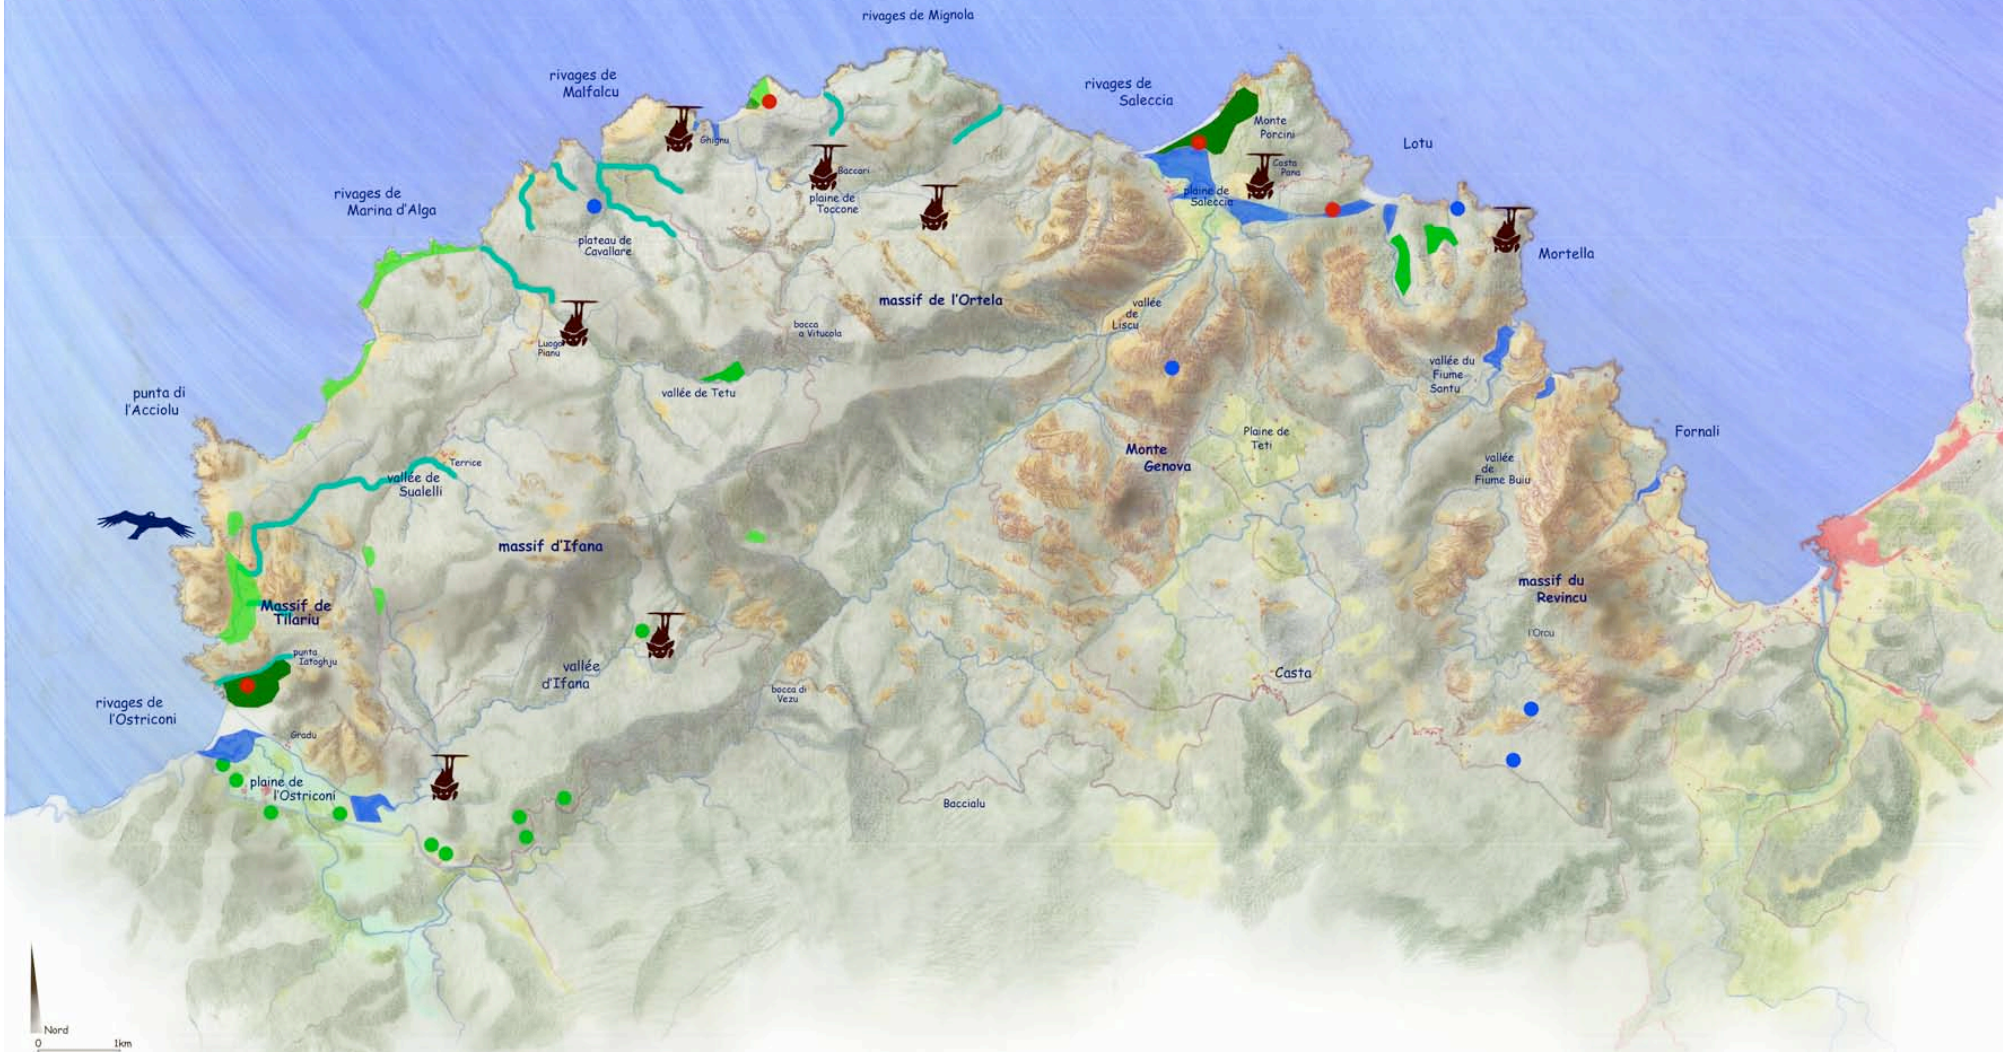 rivages de Mignola
rivages de
Malfalcu
rivages de
Saleccia
Monte
Porcini
Ghignu
Lotu
Baccari
Casta
Pana
rivages de
Marina d'Alga
plaine de
Toccone
plaine de
Saleccia
plateau de
Cavallare
Mortella
massif de l'Ortela
vallée
de
Liscu
bocca
a Vitucola
Luogo
Pianu
vallée du
Fiume
Santu
punta di
l'Acciolu
vallée de Tetu
Plaine de
Teti
Fornali
Monte
Genova
Terrice
vallée de
Sualelli
vallée
de
Fiume Buiu
massif d'Ifana
massif du
Revincu
Massif de
Tilariu
l'Orcu
punta
Iatoghju
vallée
d'Ifana
Casta
bocca di
Vezu
rivages de
l'Ostriconi
Gradu
plaine de
l'Ostriconi
Baccialu
Nord
0 1km